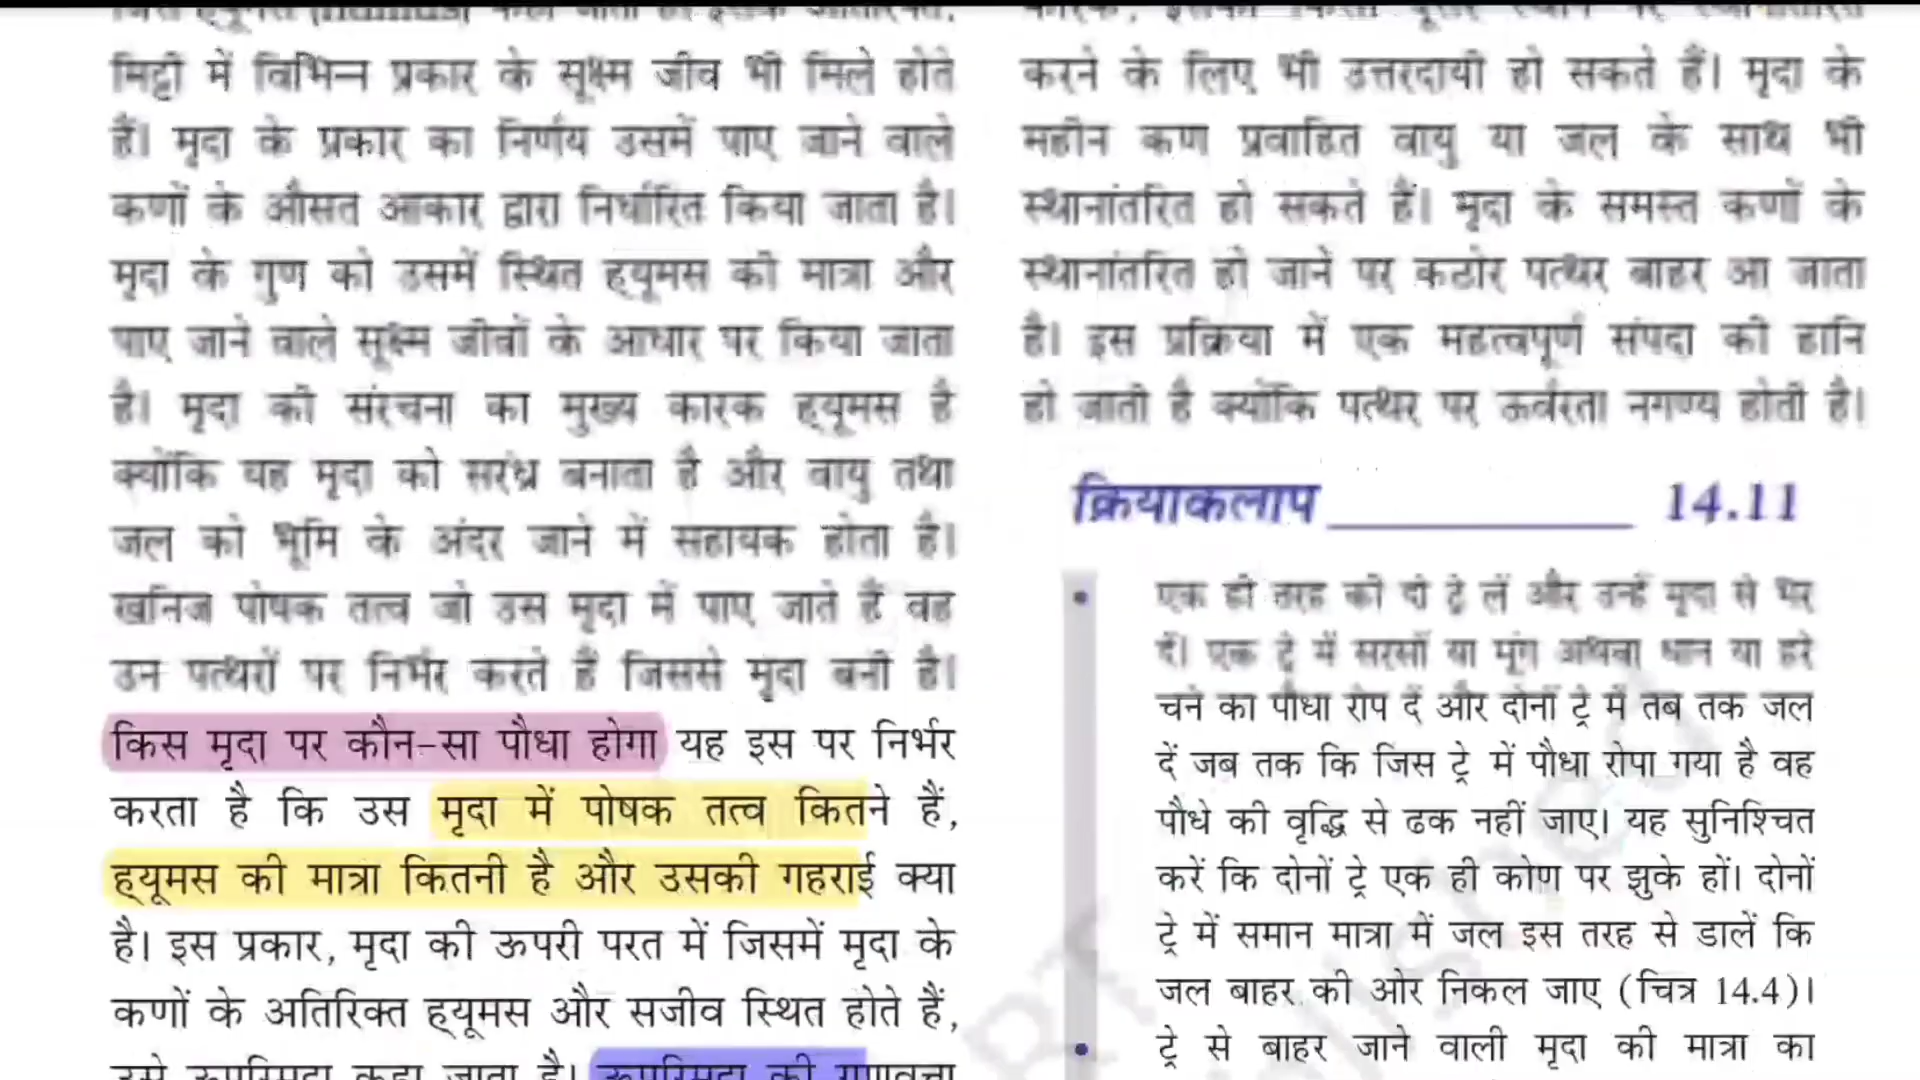 मिट्टी में विभिन्न प्रकार के सूक्ष्म जीव भी मिले होते
हैं। मृदा के प्रकार का निर्णय उसमें पाए जाने वाले
कणों के औसत आकार द्वारा निर्धारित किया जाता है।
मृदा के गुण को उसमें स्थित ह्यूमस की मात्रा और
पाए जाने वाले सूक्ष्म जीवों के आधार पर किया जाता
है। मृदा की संरचना का मुख्य कारक ह्यूमस है
क्योंकि यह मृदा को सरंध्र बनाता है और वायु तथा
जल को भूमि के अंदर जाने में सहायक होता है।
खनिज पोषक तत्व जो उस मृदा में पाए जाते हैं वह
उन पत्थरों पर निर्भर करते हैं जिससे मृदा बनी है।
किस मृदा पर कौन-सा पौधा होगा यह इस पर निर्भर
करता है कि उस मृदा में पोषक तत्व कितने हैं,
ह्यूमस की मात्रा कितनी है और उसकी गहराई क्या
है। इस प्रकार, मृदा की ऊपरी परत में जिसमें मृदा के
कणों के अतिरिक्त ह्यूमस और सजीव स्थित होते हैं,
उसे ऊपरिमृदा कहा जाता है। ऊपरिमृदा की गुणवत्ता
करने के लिए भी उत्तरदायी हो सकते हैं। मृदा के
महीन कण प्रवाहित वायु या जल के साथ भी
स्थानांतरित हो सकते हैं। मृदा के समस्त कणों के
स्थानांतरित हो जाने पर कठोर पत्थर बाहर आ जाता
है। इस प्रक्रिया में एक महत्वपूर्ण संपदा की हानि
हो जाती है क्योंकि पत्थर पर ऊर्वरता नगण्य होती है।
क्रियाकलाप 14.11
• एक ही तरह की दो ट्रे लें और उन्हें मृदा से भर
दें। एक ट्रे में सरसों या मूंग अथवा धान या हरे
चने का पौधा रोप दें और दोनों ट्रे में तब तक जल
दें जब तक कि जिस ट्रे में पौधा रोपा गया है वह
पौधे की वृद्धि से ढक नहीं जाए। यह सुनिश्चित
करें कि दोनों ट्रे एक ही कोण पर झुके हों। दोनों
ट्रे में समान मात्रा में जल इस तरह से डालें कि
जल बाहर की ओर निकल जाए (चित्र 14.4)।
• ट्रे से बाहर जाने वाली मृदा की मात्रा का